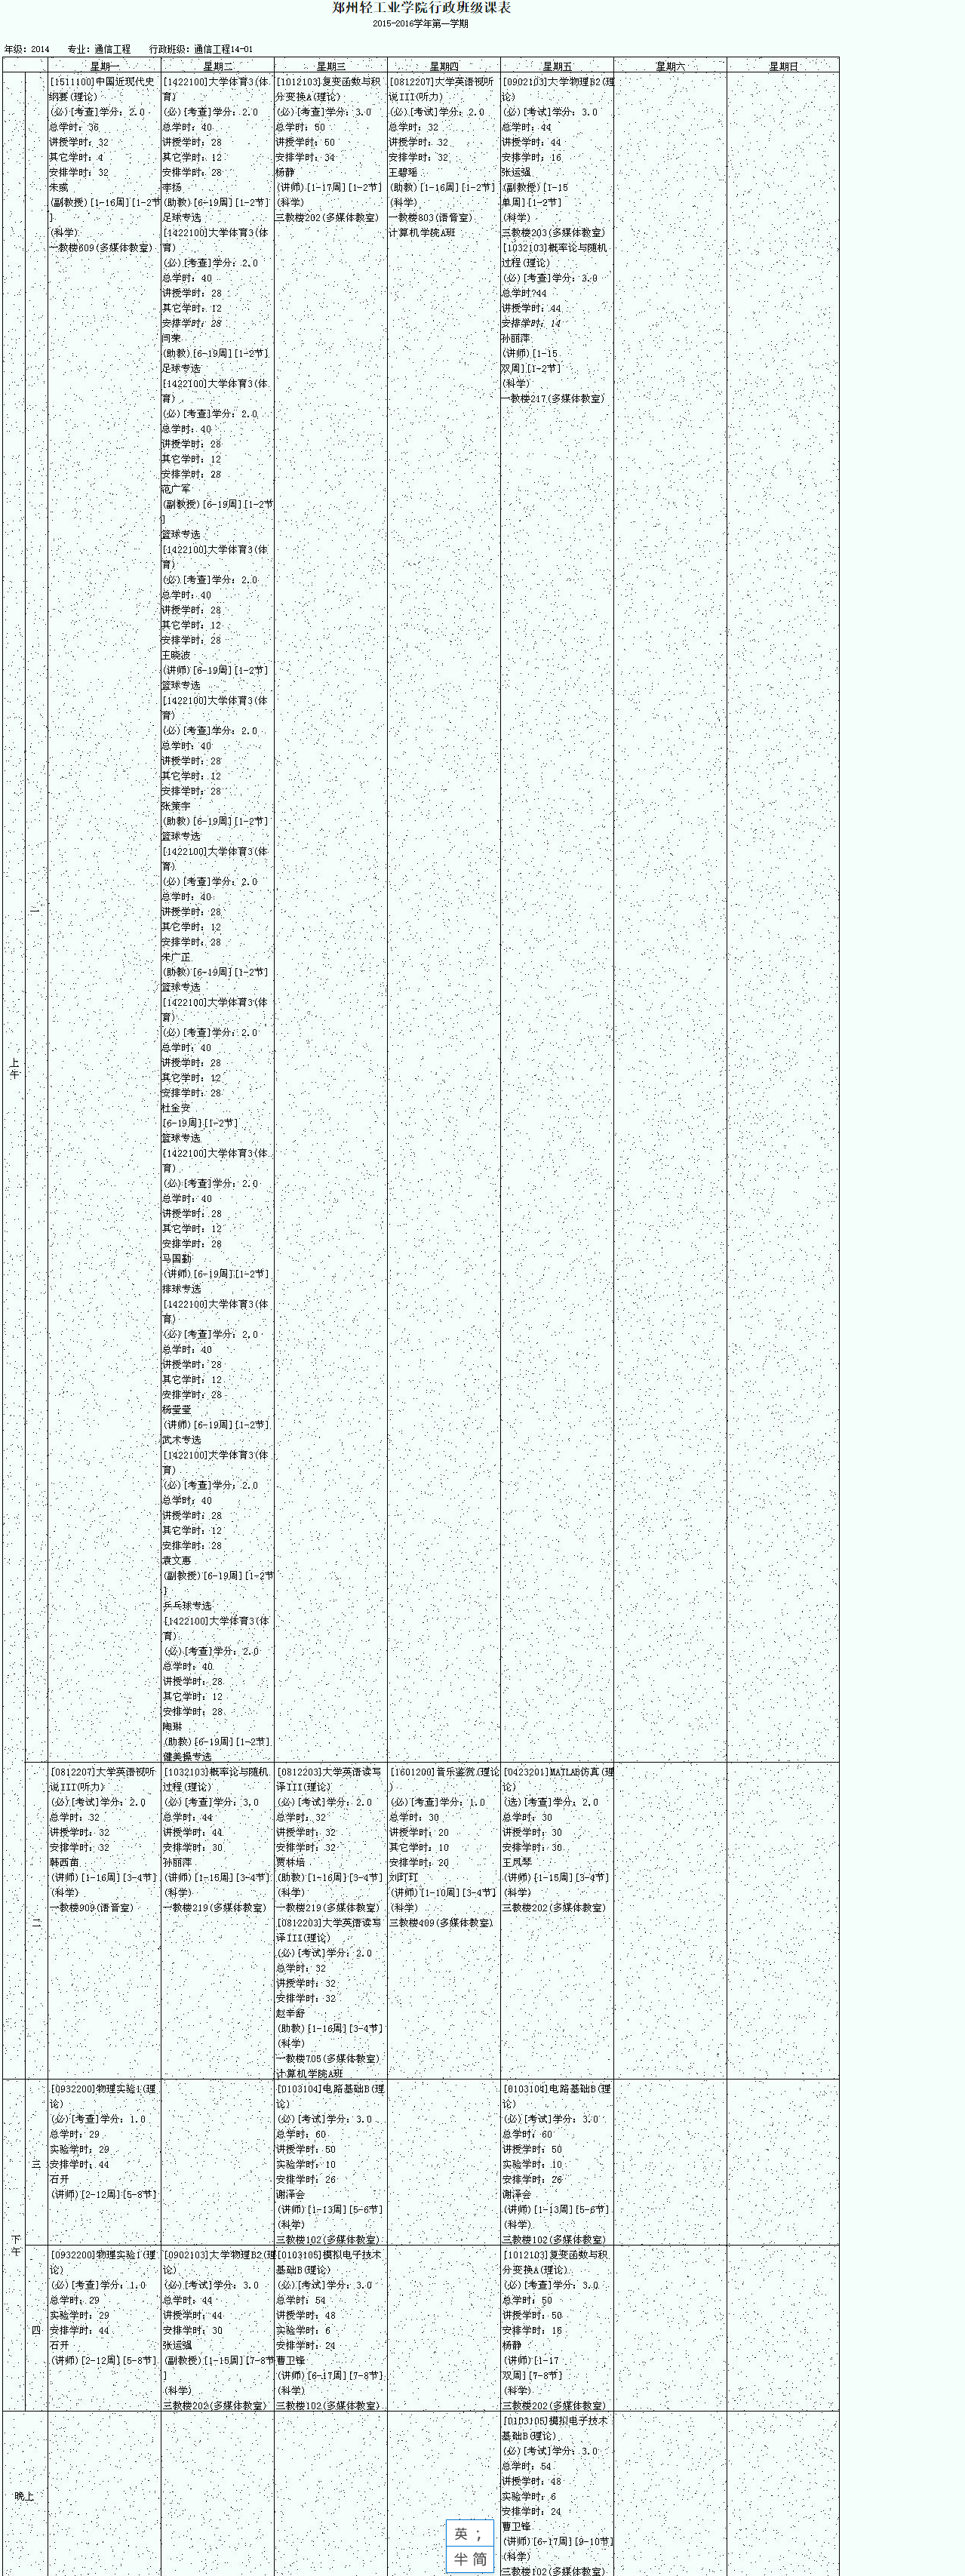 郑州轻工业学院行政班级课表
2015-2016学年第一学期
年级：2014 专业：通信工程 行政班级：通信工程14-01
星期一 星期二 星期三 星期四 星期五 星期六 星期日
上午
一
[1511100]中国近现代史
纲要(理论)
(必)[考查]学分：2.0
总学时：36
讲授学时：32
其它学时：4
安排学时：32
朱彧
(副教授)[1-16周][1-2节
]
(科学)
一教楼609(多媒体教室)
[1422100]大学体育3(体
育)
(必)[考查]学分：2.0
总学时：40
讲授学时：28
其它学时：12
安排学时：28
李杨
(助教)[6-19周][1-2节]
足球专选
[1422100]大学体育3(体
育)
(必)[考查]学分：2.0
总学时：40
讲授学时：28
其它学时：12
安排学时：28
闫荣
(助教)[6-19周][1-2节]
足球专选
[1422100]大学体育3(体
育)
(必)[考查]学分：2.0
总学时：40
讲授学时：28
其它学时：12
安排学时：28
范广军
(副教授)[6-19周][1-2节
]
篮球专选
[1422100]大学体育3(体
育)
(必)[考查]学分：2.0
总学时：40
讲授学时：28
其它学时：12
安排学时：28
王晓波
(讲师)[6-19周][1-2节]
篮球专选
[1422100]大学体育3(体
育)
(必)[考查]学分：2.0
总学时：40
讲授学时：28
其它学时：12
安排学时：28
张策宇
(助教)[6-19周][1-2节]
篮球专选
[1422100]大学体育3(体
育)
(必)[考查]学分：2.0
总学时：40
讲授学时：28
其它学时：12
安排学时：28
朱广正
(助教)[6-19周][1-2节]
篮球专选
[1422100]大学体育3(体
育)
(必)[考查]学分：2.0
总学时：40
讲授学时：28
其它学时：12
安排学时：28
杜金安
[6-19周][1-2节]
篮球专选
[1422100]大学体育3(体
育)
(必)[考查]学分：2.0
总学时：40
讲授学时：28
其它学时：12
安排学时：28
马国勤
(讲师)[6-19周][1-2节]
排球专选
[1422100]大学体育3(体
育)
(必)[考查]学分：2.0
总学时：40
讲授学时：28
其它学时：12
安排学时：28
杨莹莹
(讲师)[6-19周][1-2节]
武术专选
[1422100]大学体育3(体
育)
(必)[考查]学分：2.0
总学时：40
讲授学时：28
其它学时：12
安排学时：28
袁文惠
(副教授)[6-19周][1-2节
]
乒乓球专选
[1422100]大学体育3(体
育)
(必)[考查]学分：2.0
总学时：40
讲授学时：28
其它学时：12
安排学时：28
陶琳
(助教)[6-19周][1-2节]
健美操专选
[1012103]复变函数与积
分变换A(理论)
(必)[考查]学分：3.0
总学时：50
讲授学时：50
安排学时：34
杨静
(讲师)[1-17周][1-2节]
(科学)
三教楼202(多媒体教室)
[0812207]大学英语视听
说III(听力)
(必)[考试]学分：2.0
总学时：32
讲授学时：32
安排学时：32
王碧瑶
(助教)[1-16周][1-2节]
(科学)
一教楼803(语音室)
计算机学院A班
[0902103]大学物理B2(理
论)
(必)[考试]学分：3.0
总学时：44
讲授学时：44
安排学时：16
张运强
(副教授)[1-15
单周][1-2节]
(科学)
三教楼203(多媒体教室)
[1032103]概率论与随机
过程(理论)
(必)[考查]学分：3.0
总学时：44
讲授学时：44
安排学时：14
孙丽萍
(讲师)[1-15
双周][1-2节]
(科学)
一教楼217(多媒体教室)
二
[0812207]大学英语视听
说III(听力)
(必)[考试]学分：2.0
总学时：32
讲授学时：32
安排学时：32
韩西苗
(讲师)[1-16周][3-4节]
(科学)
一教楼909(语音室)
[1032103]概率论与随机
过程(理论)
(必)[考查]学分：3.0
总学时：44
讲授学时：44
安排学时：30
孙丽萍
(讲师)[1-15周][3-4节]
(科学)
一教楼219(多媒体教室)
[0812203]大学英语读写
译III(理论)
(必)[考试]学分：2.0
总学时：32
讲授学时：32
安排学时：32
贾林培
(助教)[1-16周][3-4节]
(科学)
一教楼219(多媒体教室)
[0812203]大学英语读写
译III(理论)
(必)[考试]学分：2.0
总学时：32
讲授学时：32
安排学时：32
赵辛舒
(助教)[1-16周][3-4节]
(科学)
一教楼705(多媒体教室)
计算机学院A班
[1601200]音乐鉴赏(理论
)
(必)[考查]学分：1.0
总学时：30
讲授学时：20
其它学时：10
安排学时：20
刘玎玎
(讲师)[1-10周][3-4节]
(科学)
三教楼409(多媒体教室)
[0423201]MATLAB仿真(理
论)
(选)[考查]学分：2.0
总学时：30
讲授学时：30
安排学时：30
王凤琴
(讲师)[1-15周][3-4节]
(科学)
三教楼202(多媒体教室)
下午
三
[0932200]物理实验1(理
论)
(必)[考查]学分：1.0
总学时：29
实验学时：29
安排学时：44
石开
(讲师)[2-12周][5-8节]
[0103104]电路基础B(理
论)
(必)[考试]学分：3.0
总学时：60
讲授学时：50
实验学时：10
安排学时：26
谢泽会
(讲师)[1-13周][5-6节]
(科学)
三教楼102(多媒体教室)
[0103104]电路基础B(理
论)
(必)[考试]学分：3.0
总学时：60
讲授学时：50
实验学时：10
安排学时：26
谢泽会
(讲师)[1-13周][5-6节]
(科学)
三教楼102(多媒体教室)
四
[0932200]物理实验1(理
论)
(必)[考查]学分：1.0
总学时：29
实验学时：29
安排学时：44
石开
(讲师)[2-12周][5-8节]
[0902103]大学物理B2(理
论)
(必)[考试]学分：3.0
总学时：44
讲授学时：44
安排学时：30
张运强
(副教授)[1-15周][7-8节
]
(科学)
三教楼202(多媒体教室)
[0103105]模拟电子技术
基础B(理论)
(必)[考试]学分：3.0
总学时：54
讲授学时：48
实验学时：6
安排学时：24
曹卫锋
(讲师)[6-17周][7-8节]
(科学)
三教楼102(多媒体教室)
[1012103]复变函数与积
分变换A(理论)
(必)[考查]学分：3.0
总学时：50
讲授学时：50
安排学时：16
杨静
(讲师)[1-17
双周][7-8节]
(科学)
三教楼202(多媒体教室)
晚上
[0103105]模拟电子技术
基础B(理论)
(必)[考试]学分：3.0
总学时：54
讲授学时：48
实验学时：6
安排学时：24
曹卫锋
(讲师)[6-17周][9-10节]
(科学)
三教楼102(多媒体教室)
英 ；
半 简